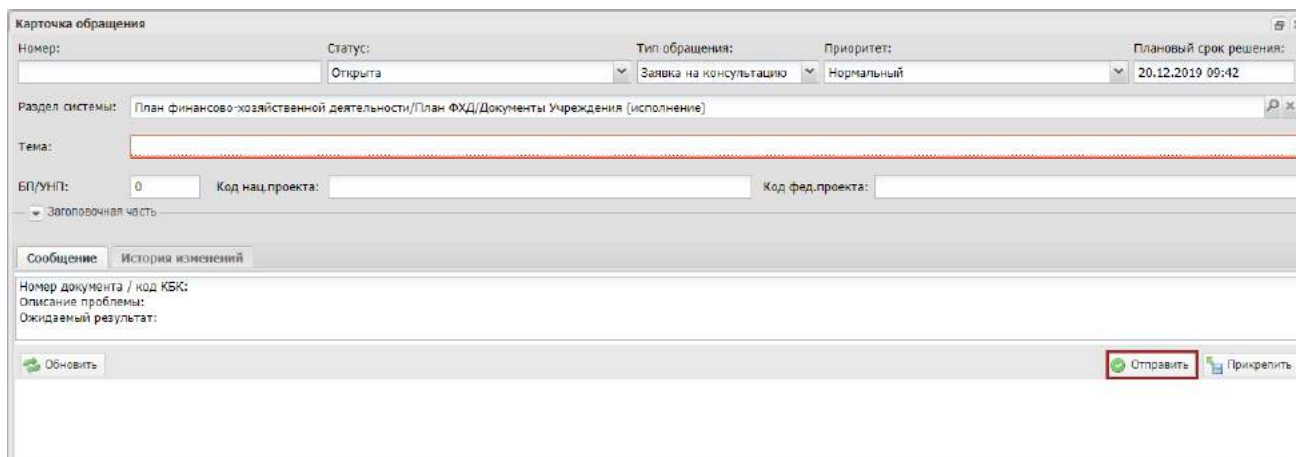 Карточка обращения
Номер: Статус: Тип обращения: Приоритет: Плановый срок решения:
Открыта Заявка на консультацию Нормальный 20.12.2019 09:42
Раздел системы: План финансово-хозяйственной деятельности/План ФХД/Документы Учреждения (исполнение)
Тема:
БП/УНП: 0 Код нац.проекта: Код фед.проекта:
Заголовочная часть
Сообщение История изменений
Номер документа / код КБК:
Описание проблемы:
Ожидаемый результат:
Обновить Отправить Прикрепить